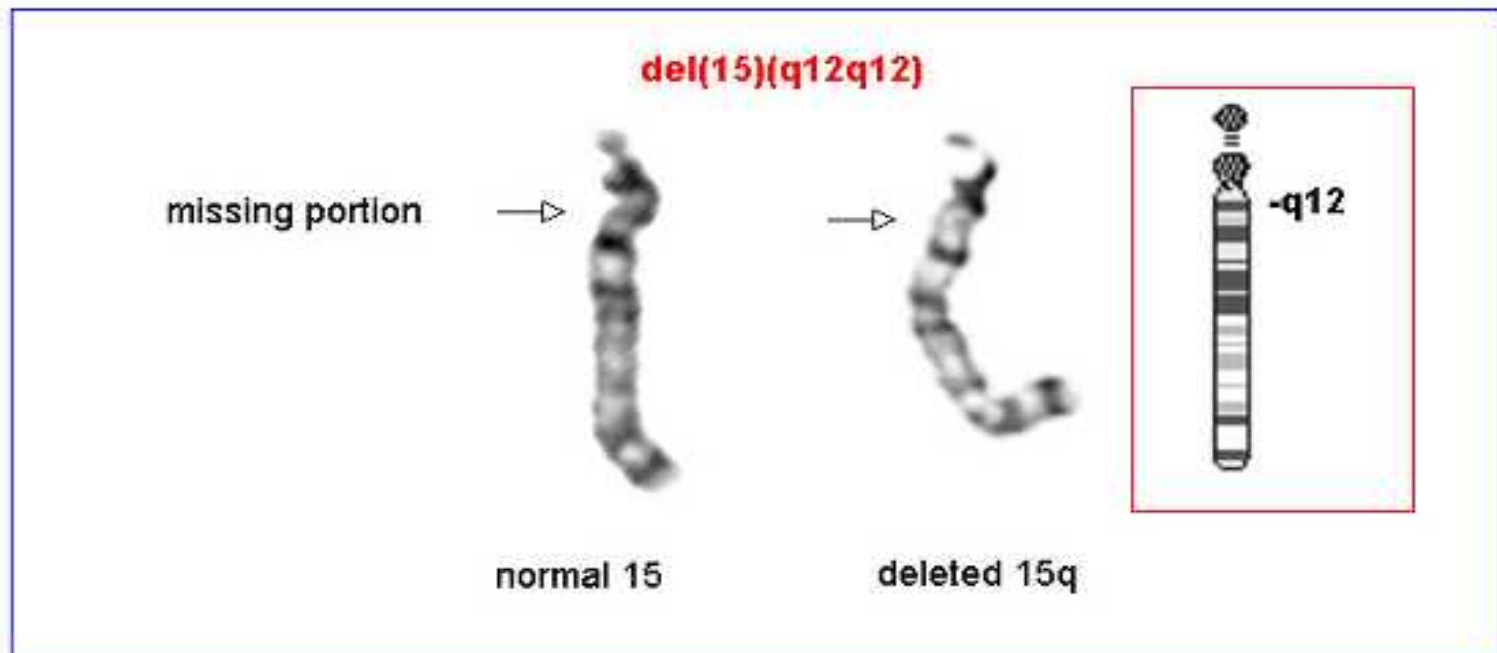 del(15)(q12q12)
missing portion
-q12
normal 15
deleted 15q